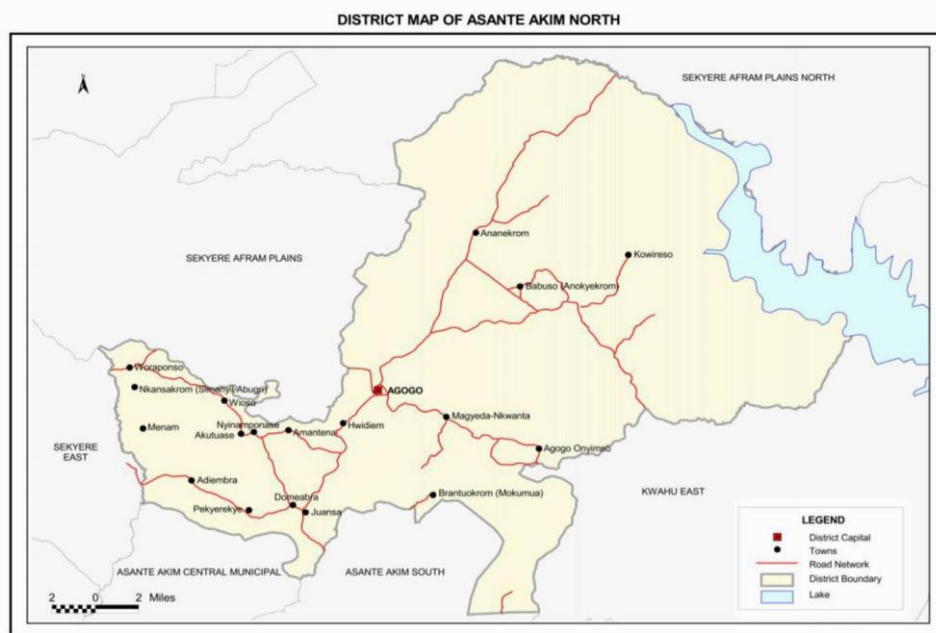 DISTRICT MAP OF ASANTE AKIM NORTH
N
SEKYERE AFRAM PLAINS NORTH
Ananekrom
Kowireso
SEKYERE AFRAM PLAINS
Babuso (Anokyekrom)
Woraponso
Nkansakrom (Simanyi/Abugri)
AGOGO
Wioso
Magyeda-Nkwanta
Nyinamponase
Hwidiem
Menam
Akutuase
Amantena
SEKYERE
EAST
Agogo Onyimso
Adiembra
KWAHU EAST
Domeabra
Brantuokrom (Mokumua)
Pekyerekye
Juansa
ASANTE AKIM CENTRAL MUNICIPAL
ASANTE AKIM SOUTH
LEGEND
District Capital
Towns
Road Network
District Boundary
Lake
2 0 2 Miles